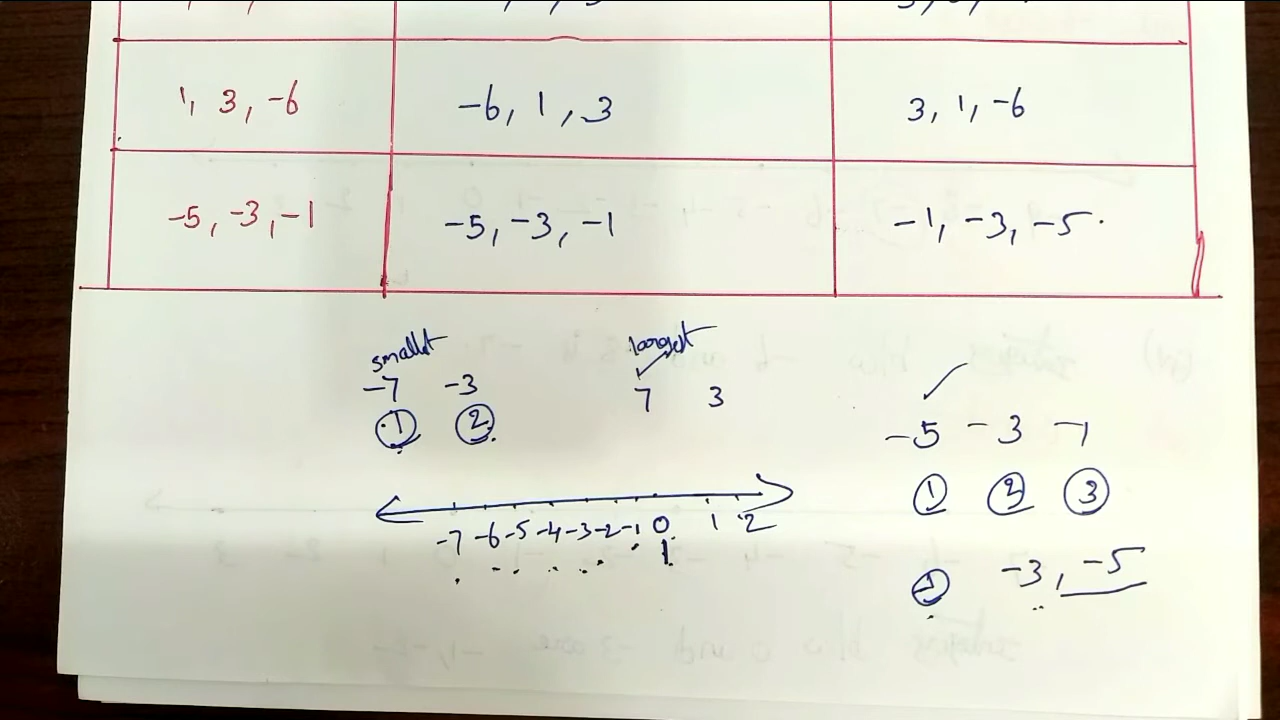 1, 3, -6 -6, 1, 3 3, 1, -6
-5, -3, -1 -5, -3, -1 -1, -3, -5.
smallest largest
-7 -3 7 3
1 2
-5 -3 -1
1 2 3
-7 -6 -5 -4 -3 -2 -1 0 1 2
-1 -3, -5